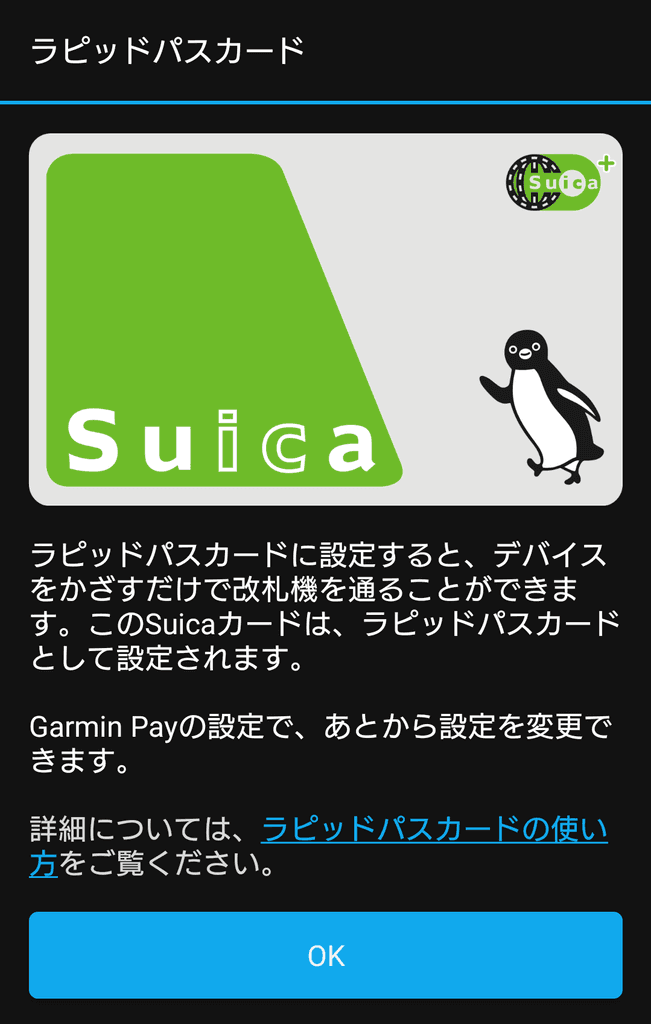 ラピッドパスカード
Suica
Suica
ラピッドパスカードに設定すると、デバイス
をかざすだけで改札機を通ることができま
す。このSuicaカードは、ラピッドパスカード
として設定されます。
Garmin Payの設定で、あとから設定を変更で
きます。
詳細については、ラピッドパスカードの使い
方をご覧ください。
OK